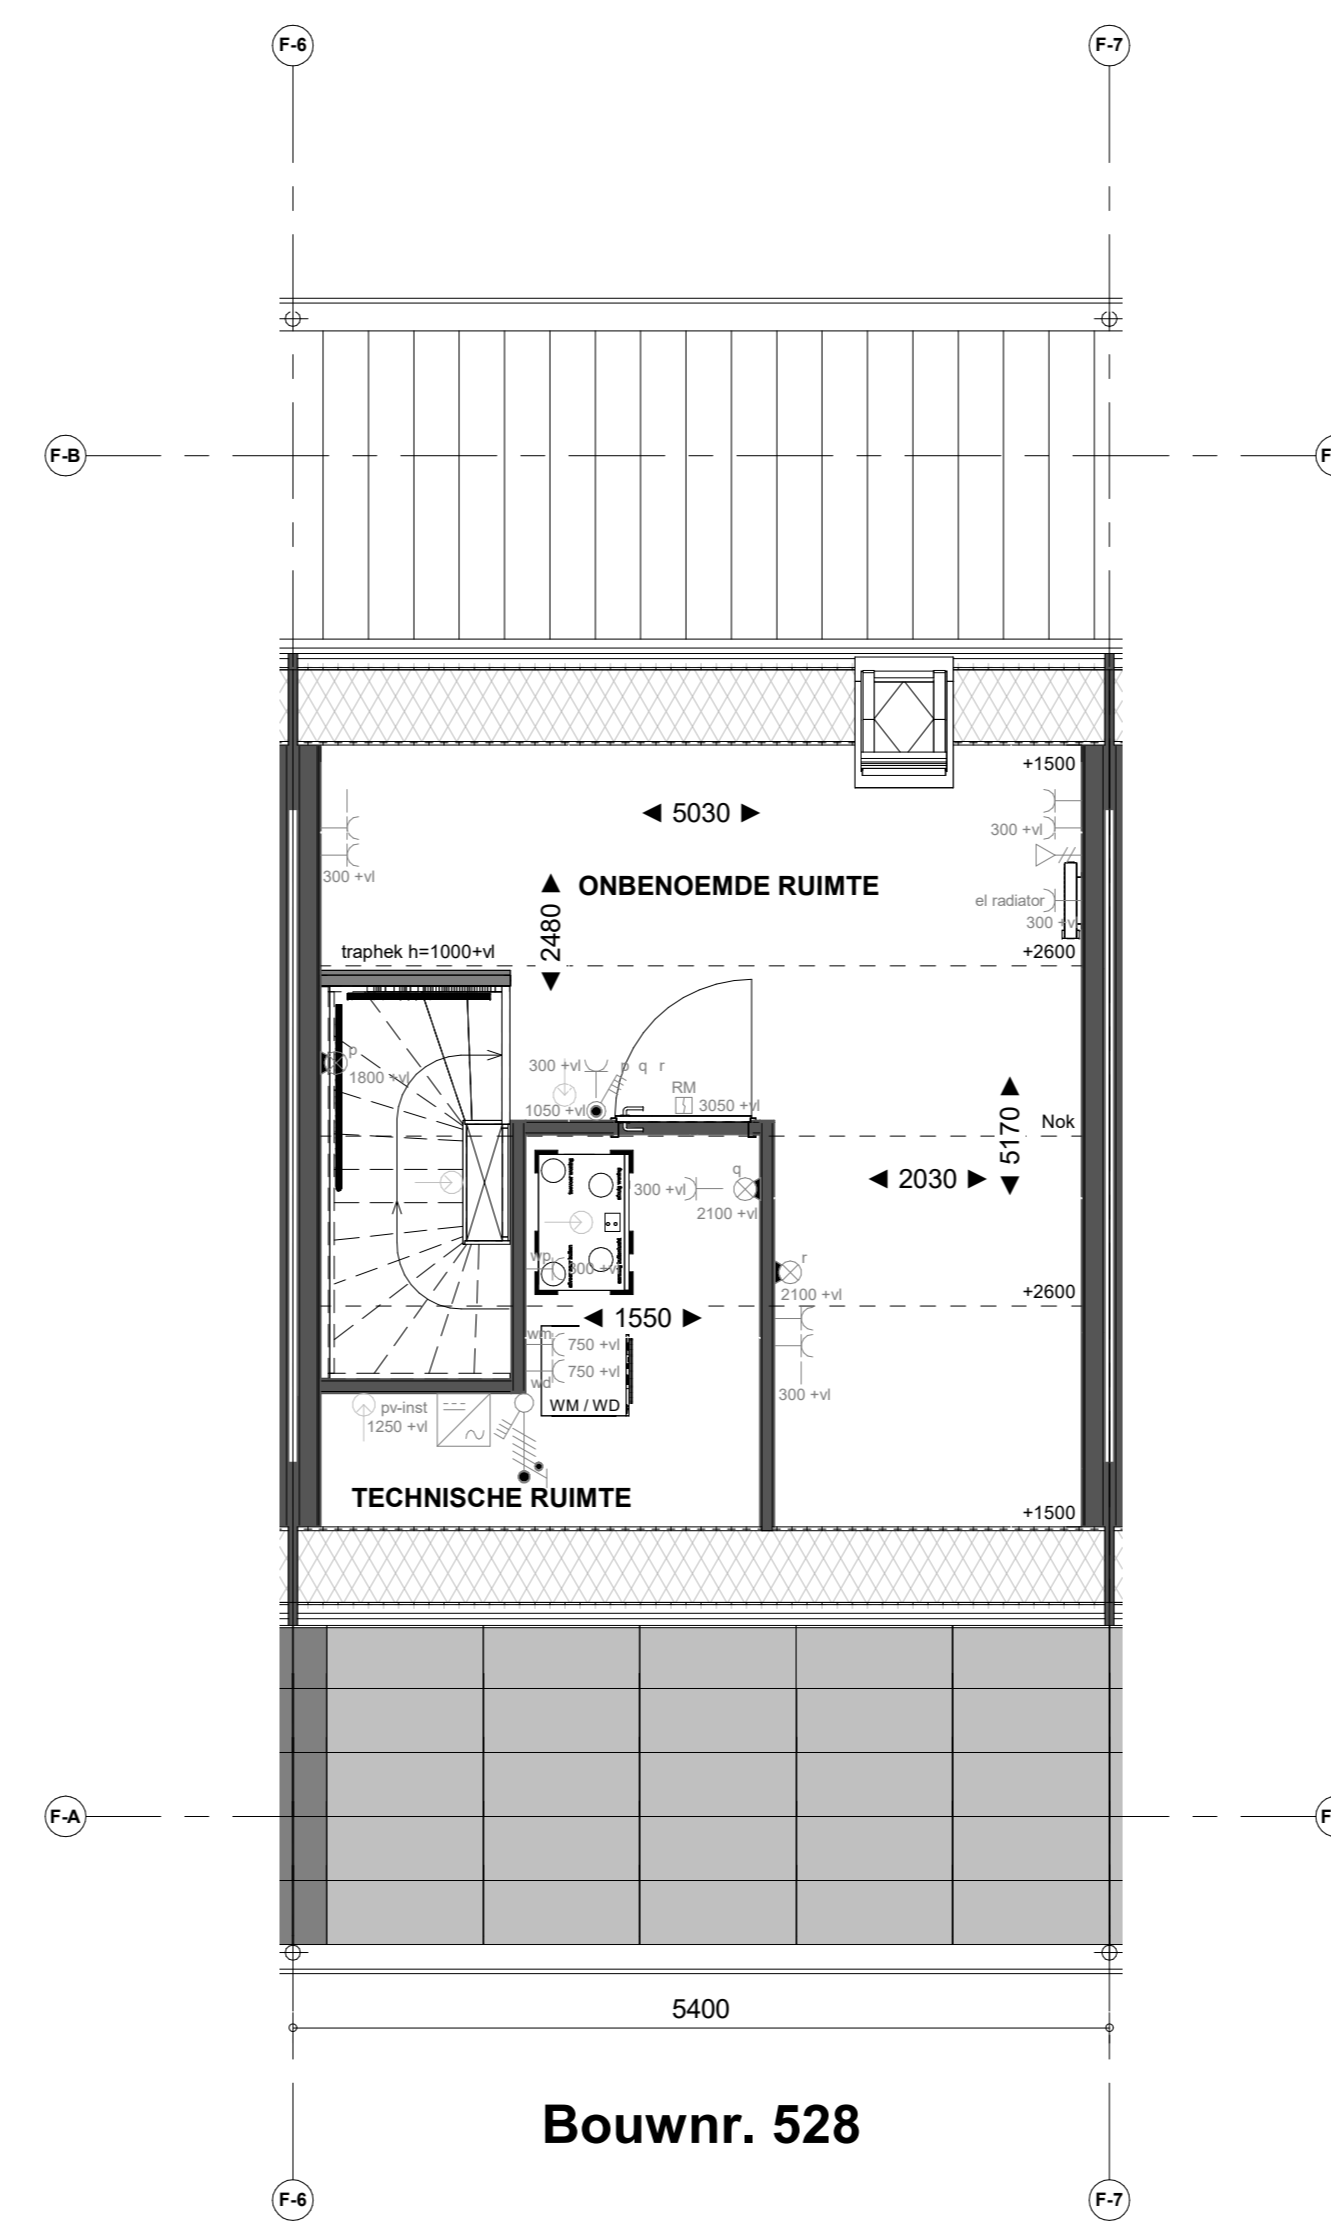 F-6 F-7
F-B F
+1500
5030
300 +vl
300 +vl
ONBENOEMDE RUIMTE
el radiator
2480
300 +v
traphek h=1000+vl
+2600
p
1800 +vl
300 +vl p q r
RM
1050 +vl 3050 +vl
Nok
5170
q
2030
300 +vl
2100 +vl
wp
300 +v
r
2100 +vl
+2600
1550
wm 750 +vl
750 +vl
wd
300 +vl
WM / WD
pv-inst
1250 +vl
TECHNISCHE RUIMTE
+1500
F-A F
5400
Bouwnr. 528
F-6 F-7